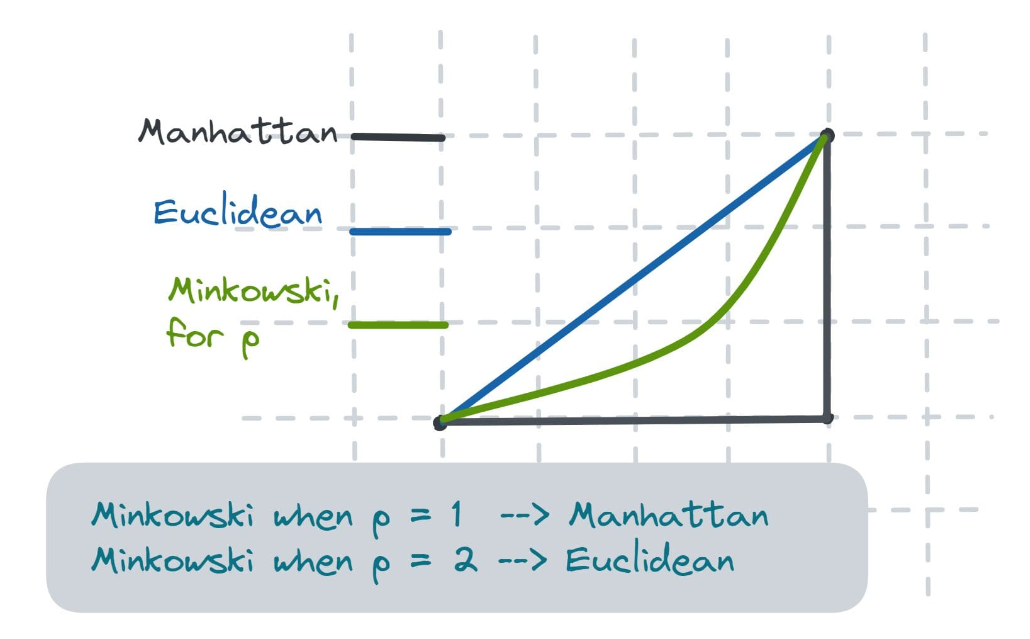 Manhattan
Euclidean
Minkowski,
for p
Minkowski when p = 1 --> Manhattan
Minkowski when p = 2 --> Euclidean